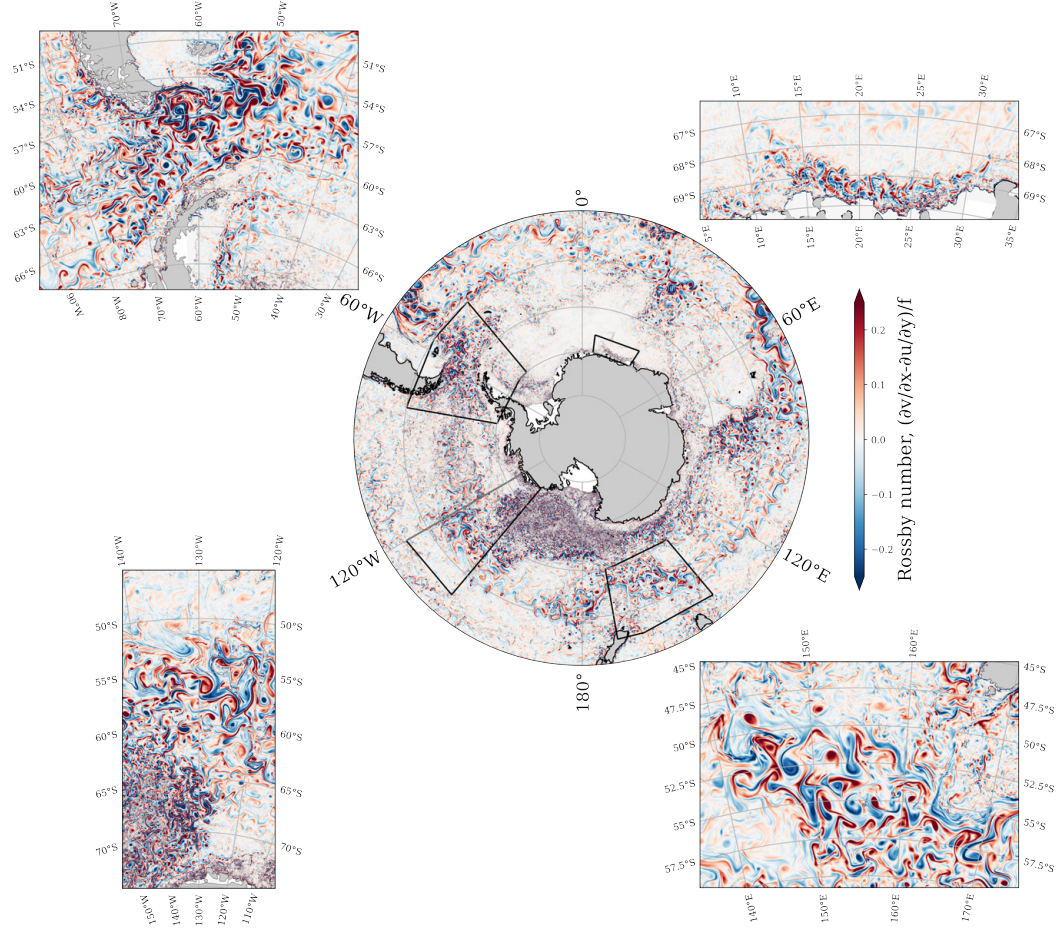 70°W 60°W 50°W
51°S 51°S
54°S 54°S
57°S 57°S
60°S 60°S
63°S 63°S
66°S 66°S
90°W 80°W 70°W 60°W 50°W 40°W 30°W
10°E 15°E 20°E 25°E 30°E
67°S 67°S
68°S 68°S
69°S 69°S
5°E 10°E 15°E 20°E 25°E 30°E 35°E
0°
60°W 60°E
120°W 120°E
180°
0.2
0.1
0.0
−0.1
−0.2
Rossby number, (∂v/∂x-∂u/∂y)/f
140°W 130°W 120°W
50°S 50°S
55°S 55°S
60°S 60°S
65°S 65°S
70°S 70°S
150°W 140°W 130°W 120°W 110°W
150°E 160°E
45°S 45°S
47.5°S 47.5°S
50°S 50°S
52.5°S 52.5°S
55°S 55°S
57.5°S 57.5°S
140°E 150°E 160°E 170°E